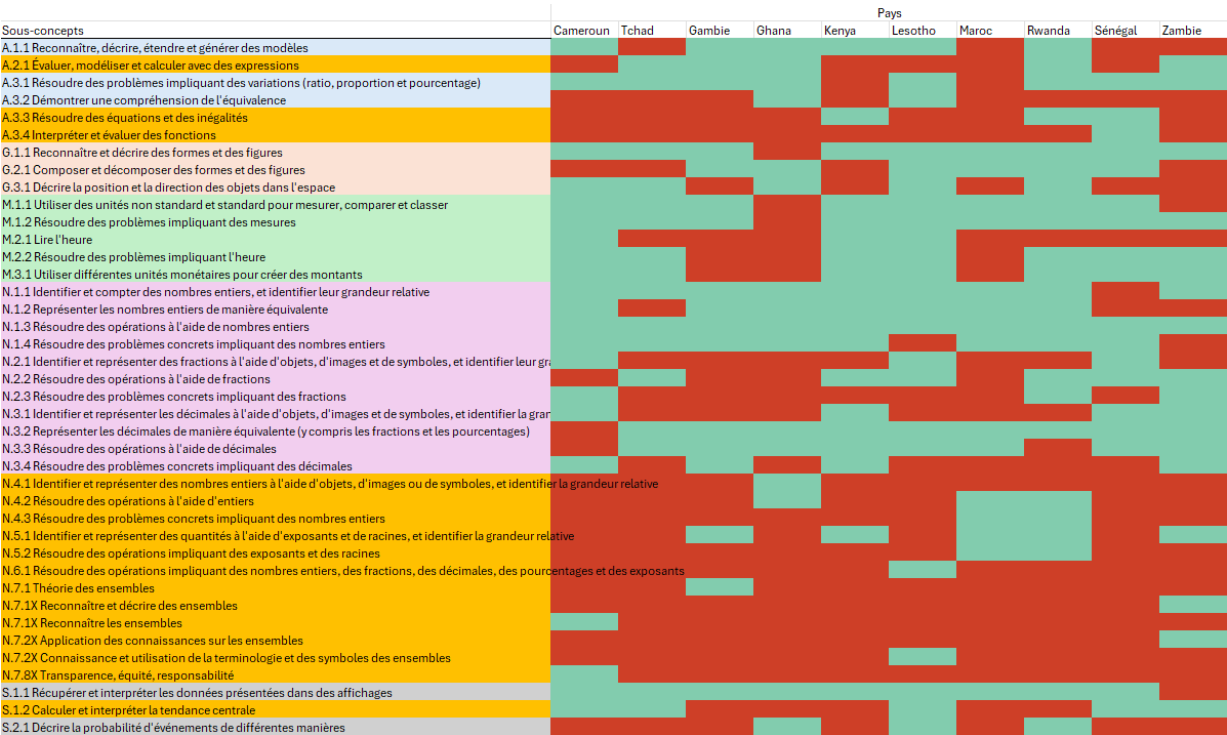 Pays
Sous-concepts Cameroun Tchad Gambie Ghana Kenya Lesotho Maroc Rwanda Sénégal Zambie
A.1.1 Reconnaître, décrire, étendre et générer des modèles
A.2.1 Évaluer, modéliser et calculer avec des expressions
A.3.1 Résoudre des problèmes impliquant des variations (ratio, proportion et pourcentage)
A.3.2 Démontrer une compréhension de l'équivalence
A.3.3 Résoudre des équations et des inégalités
A.3.4 Interpréter et évaluer des fonctions
G.1.1 Reconnaître et décrire des formes et des figures
G.2.1 Composer et décomposer des formes et des figures
G.3.1 Décrire la position et la direction des objets dans l'espace
M.1.1 Utiliser des unités non standard et standard pour mesurer, comparer et classer
M.1.2 Résoudre des problèmes impliquant des mesures
M.2.1 Lire l'heure
M.2.2 Résoudre des problèmes impliquant l'heure
M.3.1 Utiliser différentes unités monétaires pour créer des montants
N.1.1 Identifier et compter des nombres entiers, et identifier leur grandeur relative
N.1.2 Représenter les nombres entiers de manière équivalente
N.1.3 Résoudre des opérations à l'aide de nombres entiers
N.1.4 Résoudre des problèmes concrets impliquant des nombres entiers
N.2.1 Identifier et représenter des fractions à l'aide d'objets, d'images et de symboles, et identifier leur gra
N.2.2 Résoudre des opérations à l'aide de fractions
N.2.3 Résoudre des problèmes concrets impliquant des fractions
N.3.1 Identifier et représenter les décimales à l'aide d'objets, d'images et de symboles, et identifier la gran
N.3.2 Représenter les décimales de manière équivalente (y compris les fractions et les pourcentages)
N.3.3 Résoudre des opérations à l'aide de décimales
N.3.4 Résoudre des problèmes concrets impliquant des décimales
N.4.1 Identifier et représenter des nombres entiers à l'aide d'objets, d'images ou de symboles, et identifier la grandeur relative
N.4.2 Résoudre des opérations à l'aide d'entiers
N.4.3 Résoudre des problèmes concrets impliquant des nombres entiers
N.5.1 Identifier et représenter des quantités à l'aide d'exposants et de racines, et identifier la grandeur relative
N.5.2 Résoudre des opérations impliquant des exposants et des racines
N.6.1 Résoudre des opérations impliquant des nombres entiers, des fractions, des décimales, des pourcentages et des exposants
N.7.1 Théorie des ensembles
N.7.1X Reconnaître et décrire des ensembles
N.7.1X Reconnaître les ensembles
N.7.2X Application des connaissances sur les ensembles
N.7.2X Connaissance et utilisation de la terminologie et des symboles des ensembles
N.7.8X Transparence, équité, responsabilité
S.1.1 Récupérer et interpréter les données présentées dans des affichages
S.1.2 Calculer et interpréter la tendance centrale
S.2.1 Décrire la probabilité d'événements de différentes manières